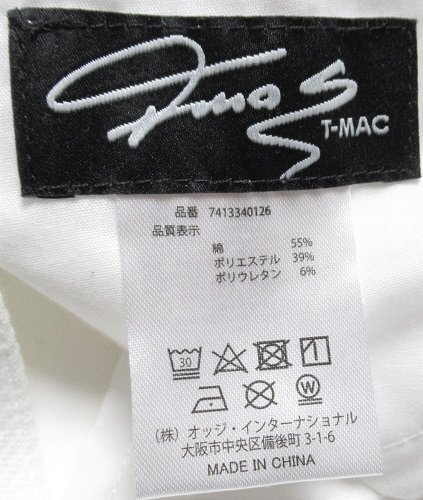 T-MAC
品番 7413340126
品質表示
綿 55%
ポリエステル 39%
ポリウレタン 6%
30
W
(株) オッジ・インターナショナル
大阪市中央区備後町 3-1-6
MADE IN CHINA